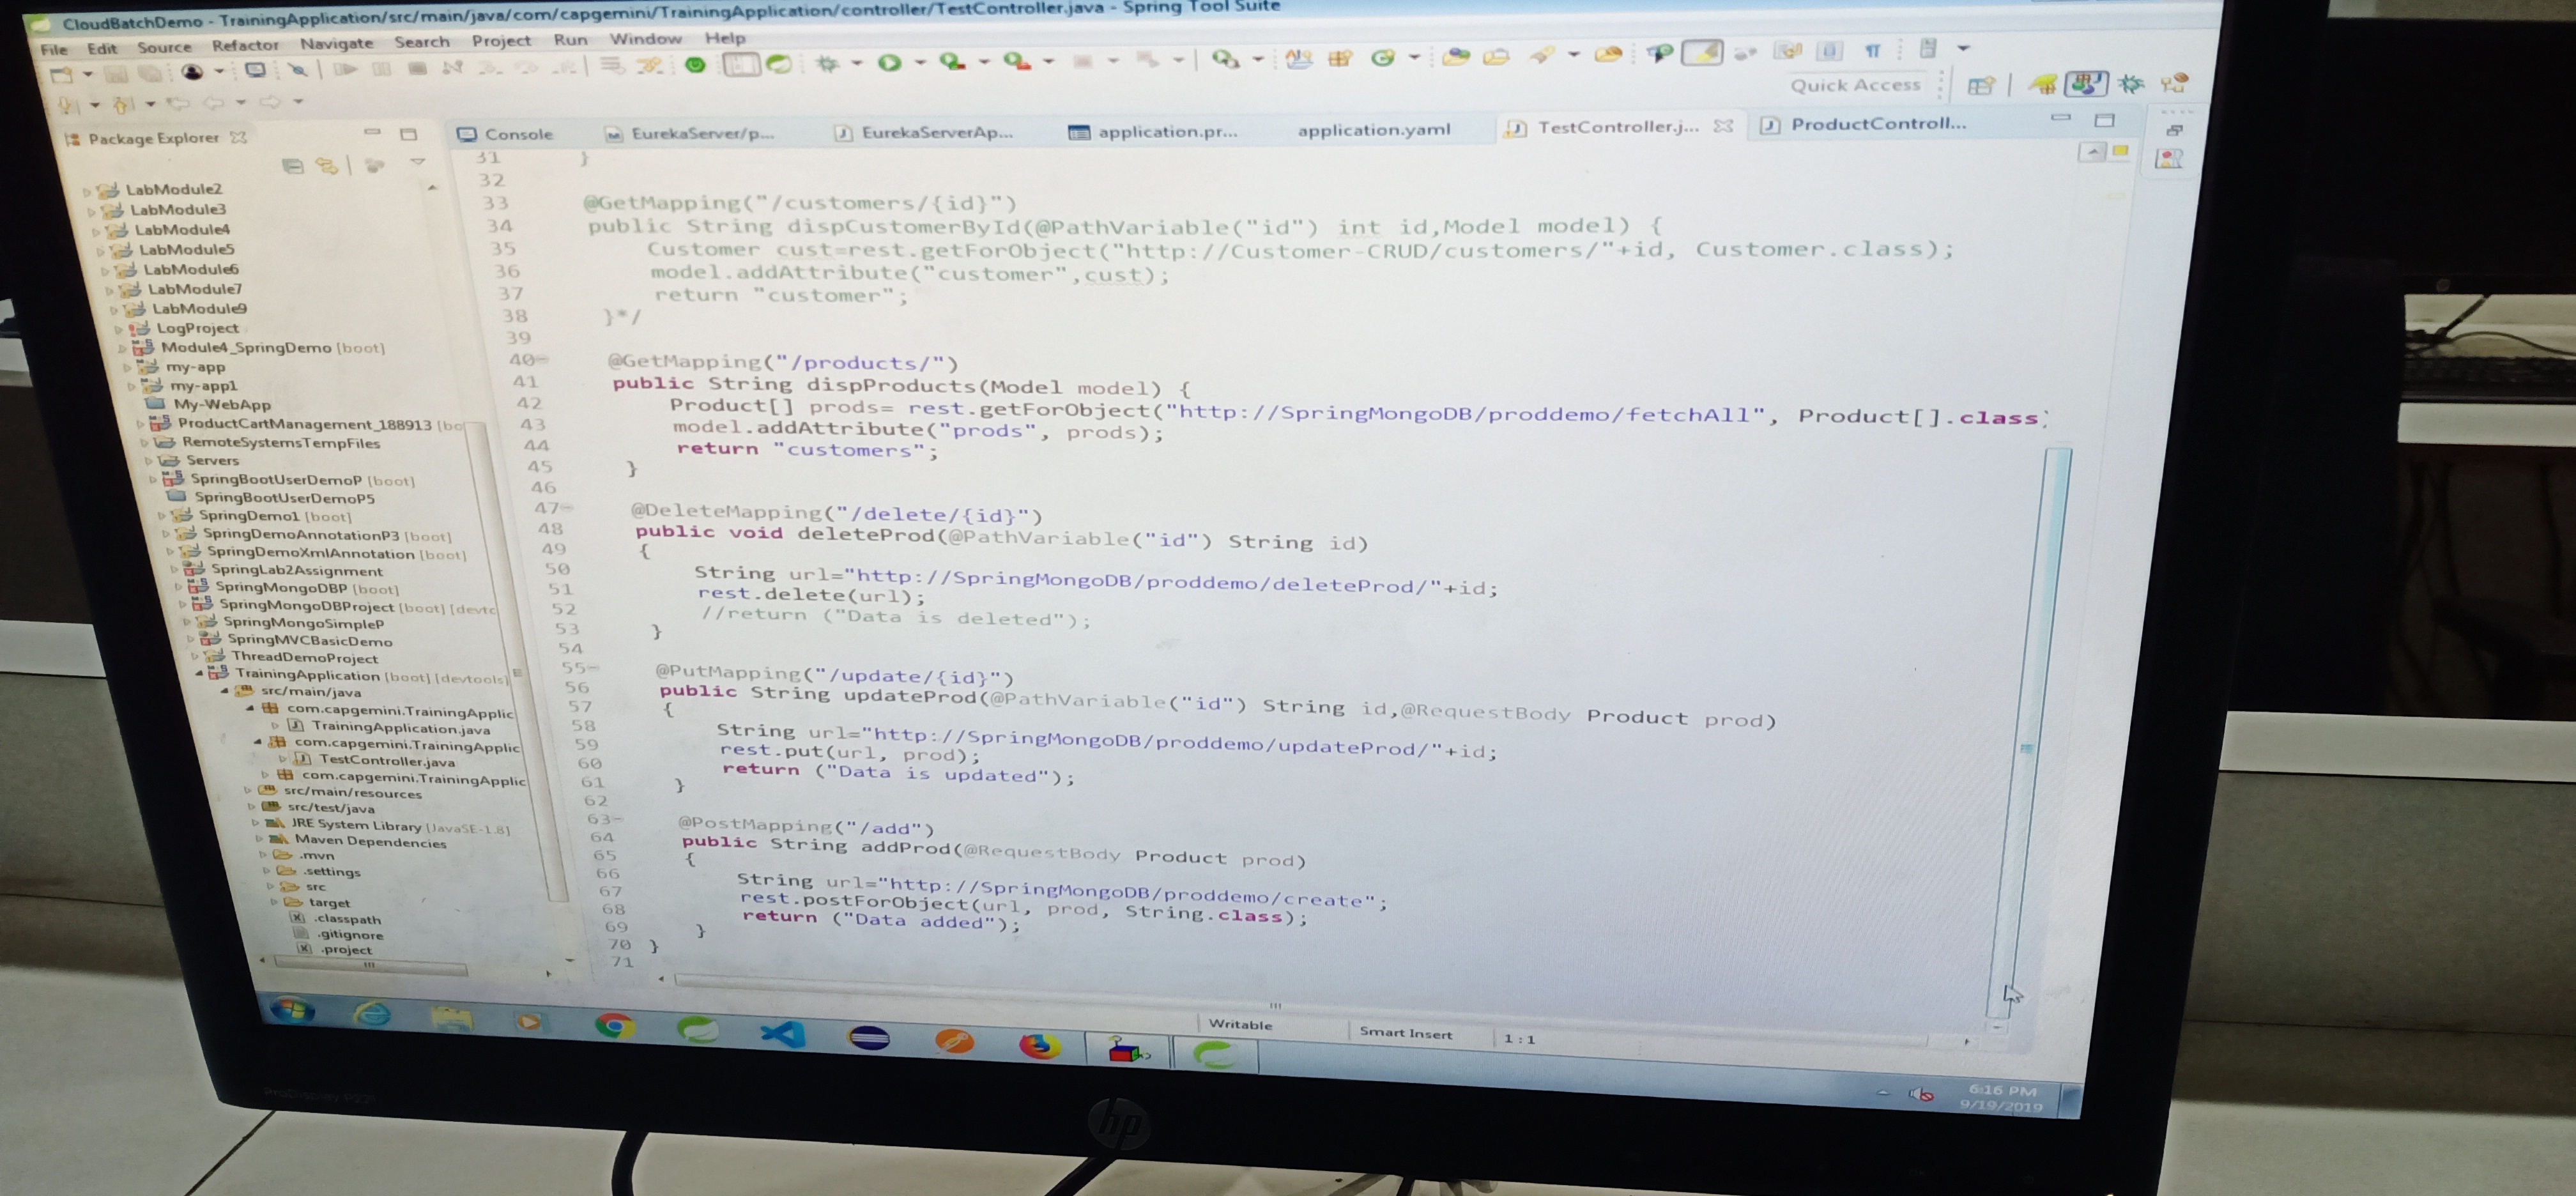 CloudBatchDemo - TrainingApplication/src/main/java/com/capgemini/TrainingApplication/controller/TestController.java - Spring Tool Suite
File Edit Source Refactor Navigate Search Project Run Window Help
Quick Access
Package Explorer
Console EurekaServer/p... EurekaServerAp... application.pr... application.yaml TestController.j... ProductControll...
LabModule2
LabModule3
LabModule4
LabModule5
LabModule6
LabModule7
LabModule9
LogProject
Module4_SpringDemo [boot]
my-app
my-app1
My-WebApp
ProductCartManagement_188913 [bo
RemoteSystemsTempFiles
Servers
SpringBootUserDemoP [boot]
SpringBootUserDemoP5
SpringDemo1 [boot]
SpringDemoAnnotationP3 [boot]
SpringDemoXmlAnnotation [boot]
SpringLab2Assignment
SpringMongoDBP [boot]
SpringMongoDBProject [boot] [devtc
SpringMongoSimpleP
SpringMVCBasicDemo
ThreadDemoProject
TrainingApplication [boot] [devtools]
src/main/java
com.capgemini.TrainingApplic
TrainingApplication.java
com.capgemini.TrainingApplic
TestController.java
com.capgemini.TrainingApplic
src/main/resources
src/test/java
JRE System Library [JavaSE-1.8]
Maven Dependencies
.mvn
.settings
src
target
.classpath
.gitignore
.project
31 }
32
33 @GetMapping("/customers/{id}")
34 public String dispCustomerById(@PathVariable("id") int id,Model model) {
35 Customer cust=rest.getForObject("http://Customer-CRUD/customers/"+id, Customer.class);
36 model.addAttribute("customer",cust);
37 return "customer";
38 }*/
39
40 @GetMapping("/products/")
41 public String dispProducts(Model model) {
42 Product[] prods= rest.getForObject("http://SpringMongoDB/proddemo/fetchAll", Product[].class)
43 model.addAttribute("prods", prods);
44 return "customers";
45 }
46
47 @DeleteMapping("/delete/{id}")
48 public void deleteProd(@PathVariable("id") String id)
49 {
50 String url="http://SpringMongoDB/proddemo/deleteProd/"+id;
51 rest.delete(url);
52 //return ("Data is deleted");
53 }
54
55 @PutMapping("/update/{id}")
56 public String updateProd(@PathVariable("id") String id,@RequestBody Product prod)
57 {
58 String url="http://SpringMongoDB/proddemo/updateProd/"+id;
59 rest.put(url, prod);
60 return ("Data is updated");
61 }
62
63 @PostMapping("/add")
64 public String addProd(@RequestBody Product prod)
65 {
66 String url="http://SpringMongoDB/proddemo/create";
67 rest.postForObject(url, prod, String.class);
68 return ("Data added");
69 }
70 }
71
Writable Smart Insert 1 : 1
6:16 PM
9/19/2019
hp